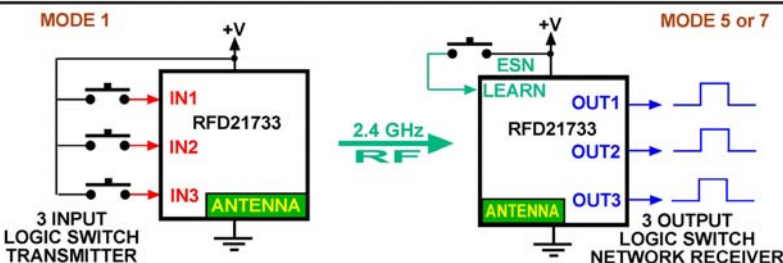 MODE 1
+V
IN1
IN2
IN3
RFD21733
ANTENNA
3 INPUT
LOGIC SWITCH
TRANSMITTER
2.4 GHz
RF
MODE 5 or 7
+V
ESN
LEARN
RFD21733
OUT1
OUT2
OUT3
ANTENNA
3 OUTPUT
LOGIC SWITCH
NETWORK RECEIVER